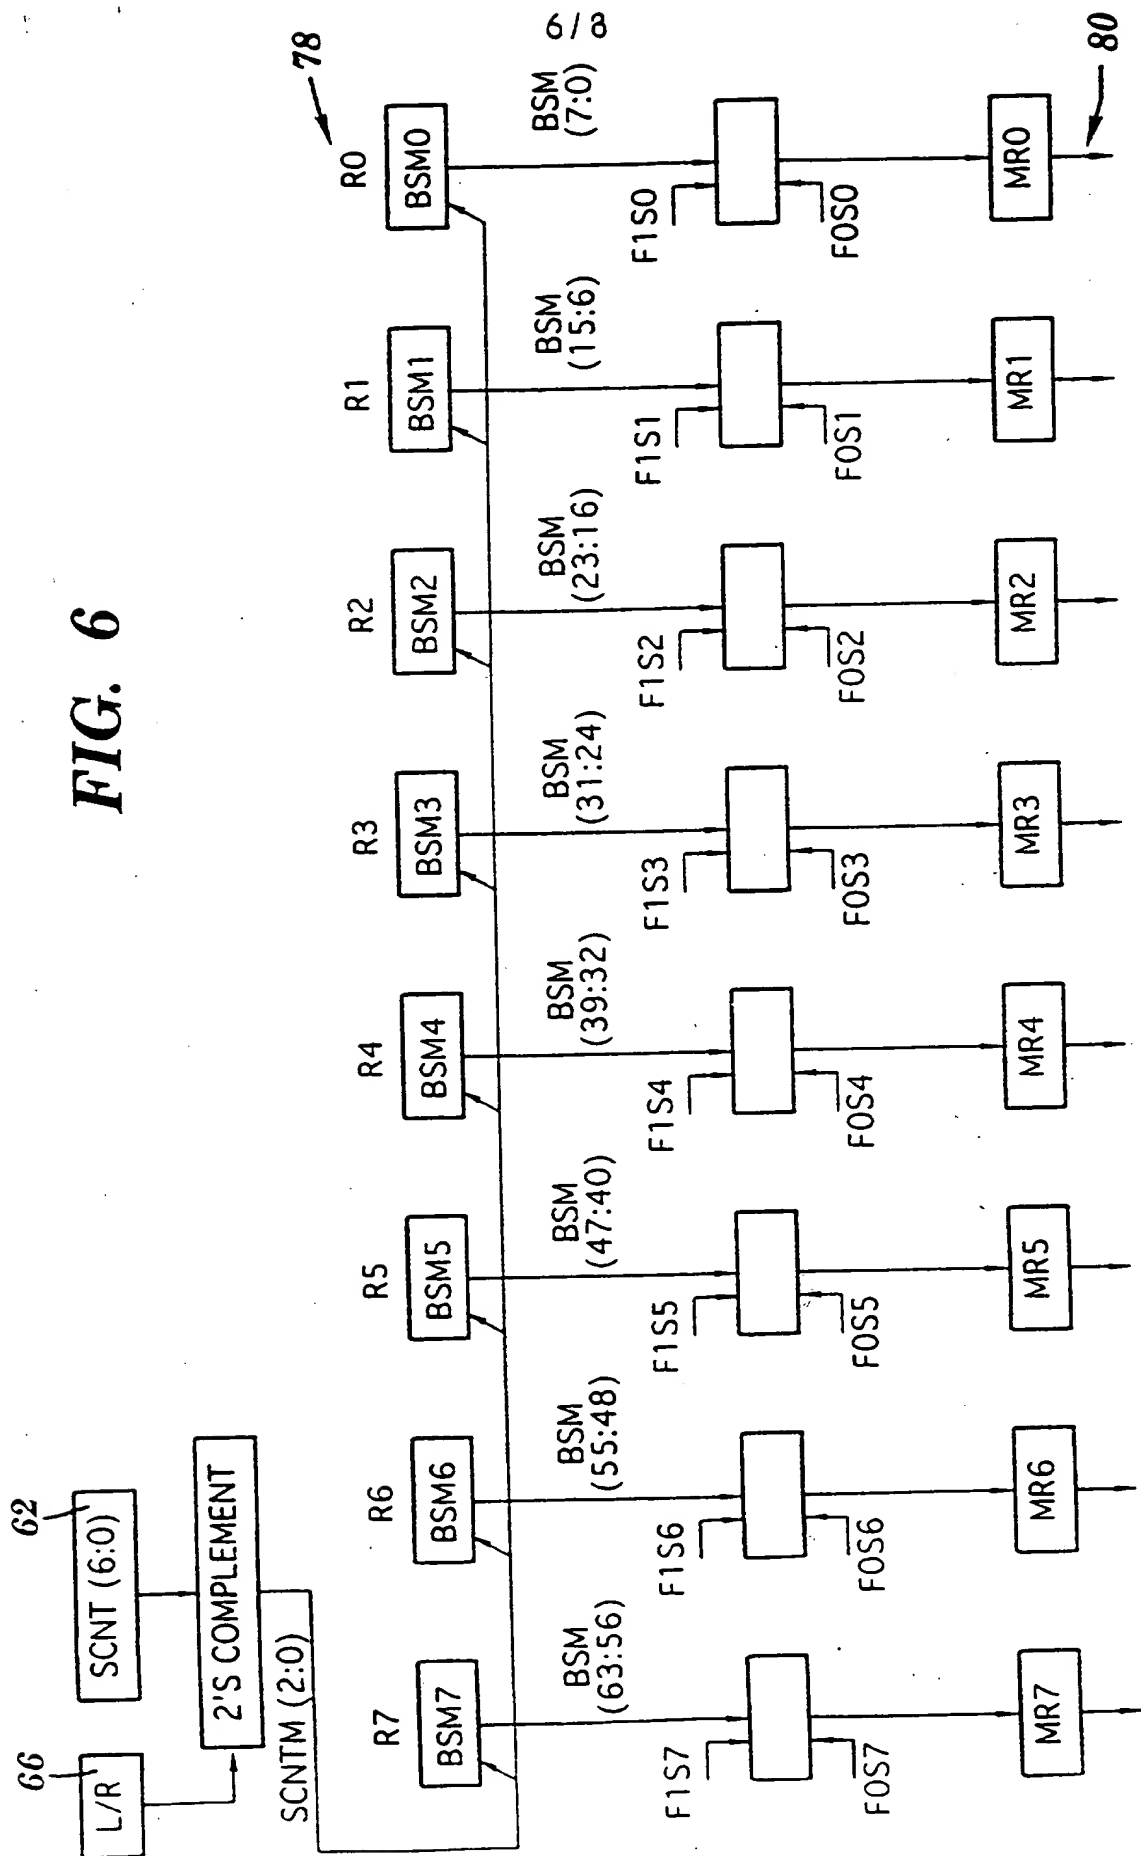 6/8
FIG. 6
66
62
L/R
SCNT (6:0)
2'S COMPLEMENT
SCNTM (2:0)
78
R7
R6
R5
R4
R3
R2
R1
R0
BSM7
BSM6
BSM5
BSM4
BSM3
BSM2
BSM1
BSM0
BSM
(63:56)
BSM
(55:48)
BSM
(47:40)
BSM
(39:32)
BSM
(31:24)
BSM
(23:16)
BSM
(15:6)
BSM
(7:0)
F1S7
F1S6
F1S5
F1S4
F1S3
F1S2
F1S1
F1S0
F0S7
F0S6
F0S5
F0S4
F0S3
F0S2
F0S1
F0S0
MR7
MR6
MR5
MR4
MR3
MR2
MR1
MR0
80